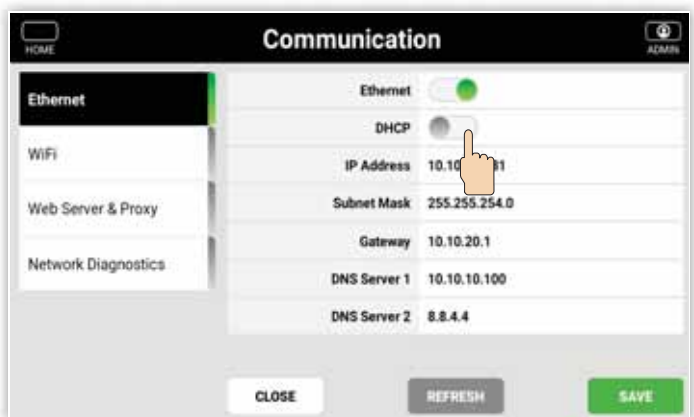 HOME
Communication
ADMIN
Ethernet
WiFi
Web Server & Proxy
Network Diagnostics
Ethernet
DHCP
IP Address
Subnet Mask 255.255.254.0
Gateway 10.10.20.1
DNS Server 1 10.10.10.100
DNS Server 2 8.8.4.4
CLOSE
REFRESH
SAVE